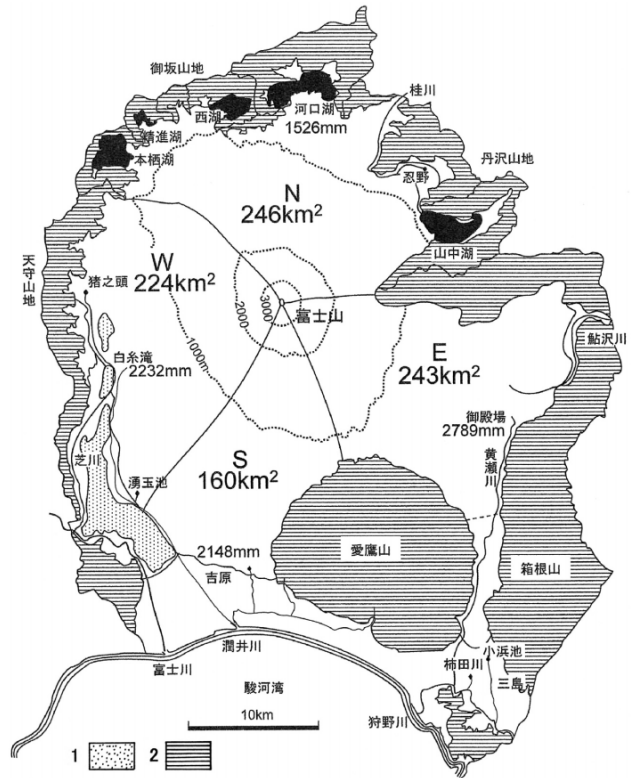 御坂山地
桂川
西湖
河口湖
1526mm
精進湖
本栖湖
丹沢山地
忍野
N
246km²
山中湖
天守山地
W
224km²
猪之頭
3000
2000
富士山
1000m
鮎沢川
白糸滝
2232mm
E
243km²
御殿場
2789mm
黄瀬川
S
160km²
芝川
湧玉池
2148mm
吉原
愛鷹山
箱根山
潤井川
富士川
小浜池
柿田川
三島
駿河湾
狩野川
10km
1
2